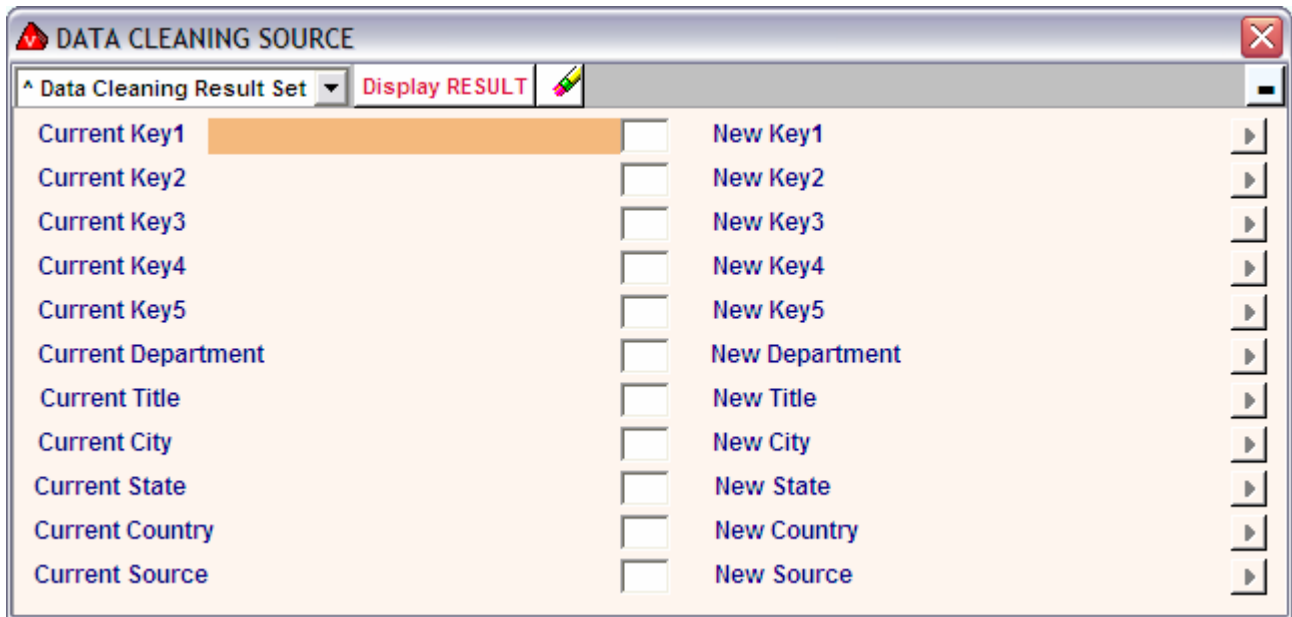 V DATA CLEANING SOURCE
^ Data Cleaning Result Set Display RESULT
Current Key1 New Key1
Current Key2 New Key2
Current Key3 New Key3
Current Key4 New Key4
Current Key5 New Key5
Current Department New Department
Current Title New Title
Current City New City
Current State New State
Current Country New Country
Current Source New Source